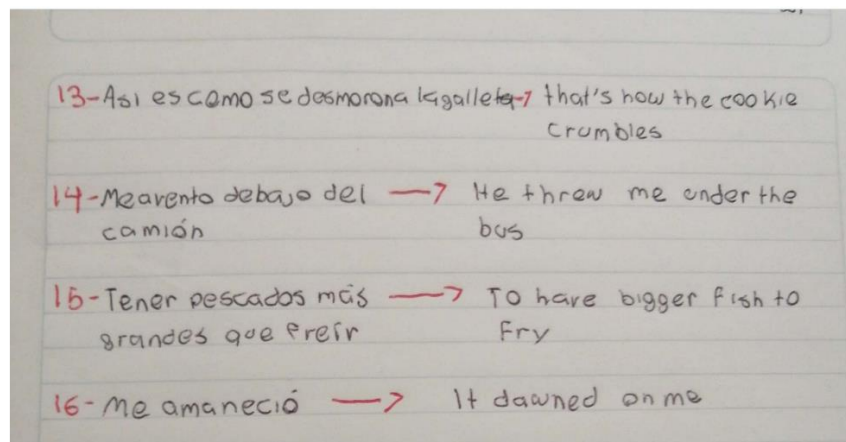 13-Asi es como se desmorona la galleta → that's how the cookie
crumbles
14-Me avento debajo del → He threw me under the
camión bus
15-Tener pescados más → To have bigger fish to
grandes que freír fry
16-Me amaneció → It dawned on me